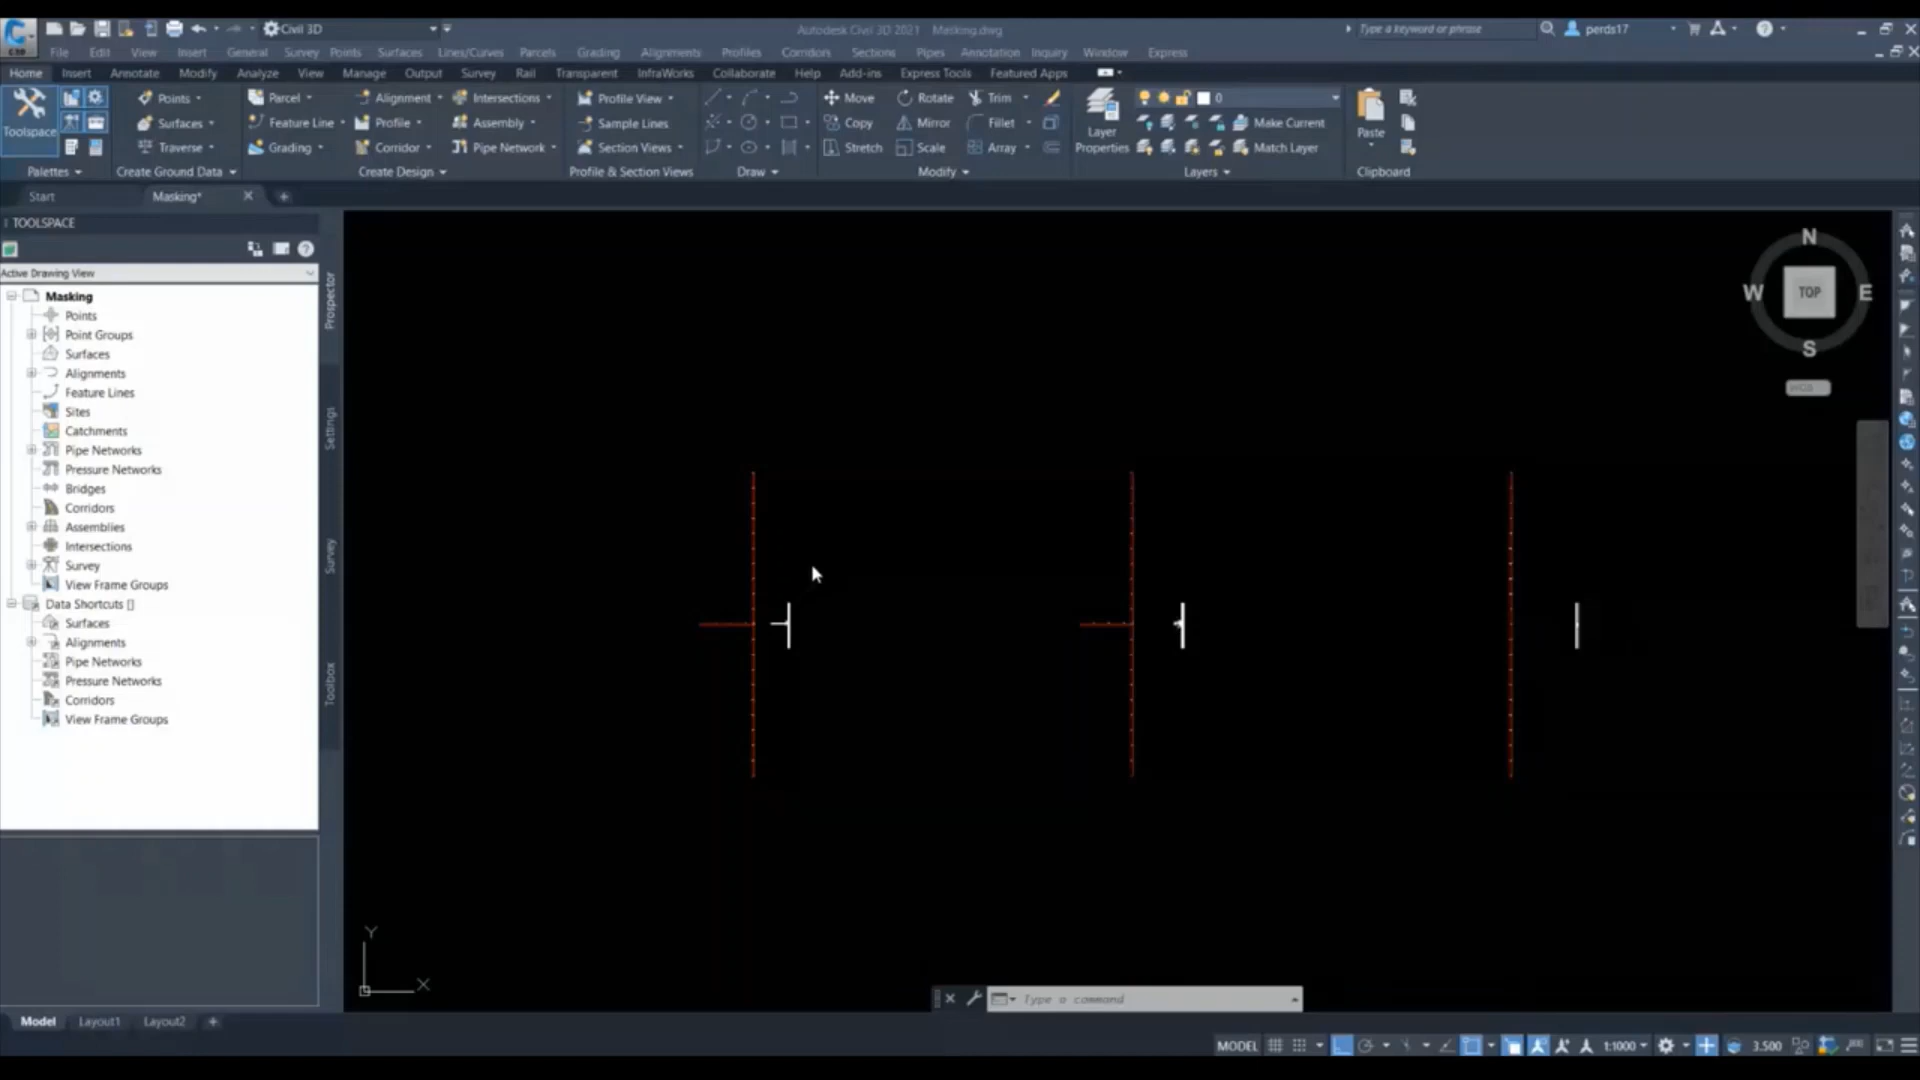 Civil 3D
Autodesk Civil 3D 2021 Masking.dwg
Type a keyword or phrase
perds17
File Edit View Insert General Survey Points Surfaces Lines/Curves Parcels Grading Alignments Profiles Corridors Sections Pipes Annotation Inquiry Window Express
Home Insert Annotate Modify Analyze View Manage Output Survey Rail Transparent InfraWorks Collaborate Help Add-ins Express Tools Featured Apps
Points Parcel Alignment Intersections Profile View Move Rotate Trim 0
Toolspace Surfaces Feature Line Profile Assembly Sample Lines Copy Mirror Fillet Layer Properties Make Current Paste
Traverse Grading Corridor Pipe Network Section Views Stretch Scale Array Match Layer
Palettes Create Ground Data Create Design Profile & Section Views Draw Modify Layers Clipboard
Start Masking*
TOOLSPACE
Active Drawing View
Masking
Points
Point Groups
Surfaces
Alignments
Feature Lines
Sites
Catchments
Pipe Networks
Pressure Networks
Bridges
Corridors
Assemblies
Intersections
Survey
View Frame Groups
Data Shortcuts []
Surfaces
Alignments
Pipe Networks
Pressure Networks
Corridors
View Frame Groups
Prospector
Settings
Survey
Toolbox
N
W TOP E
S
WCS
Y
X
Type a command
Model Layout1 Layout2
MODEL 1:1000 3.500